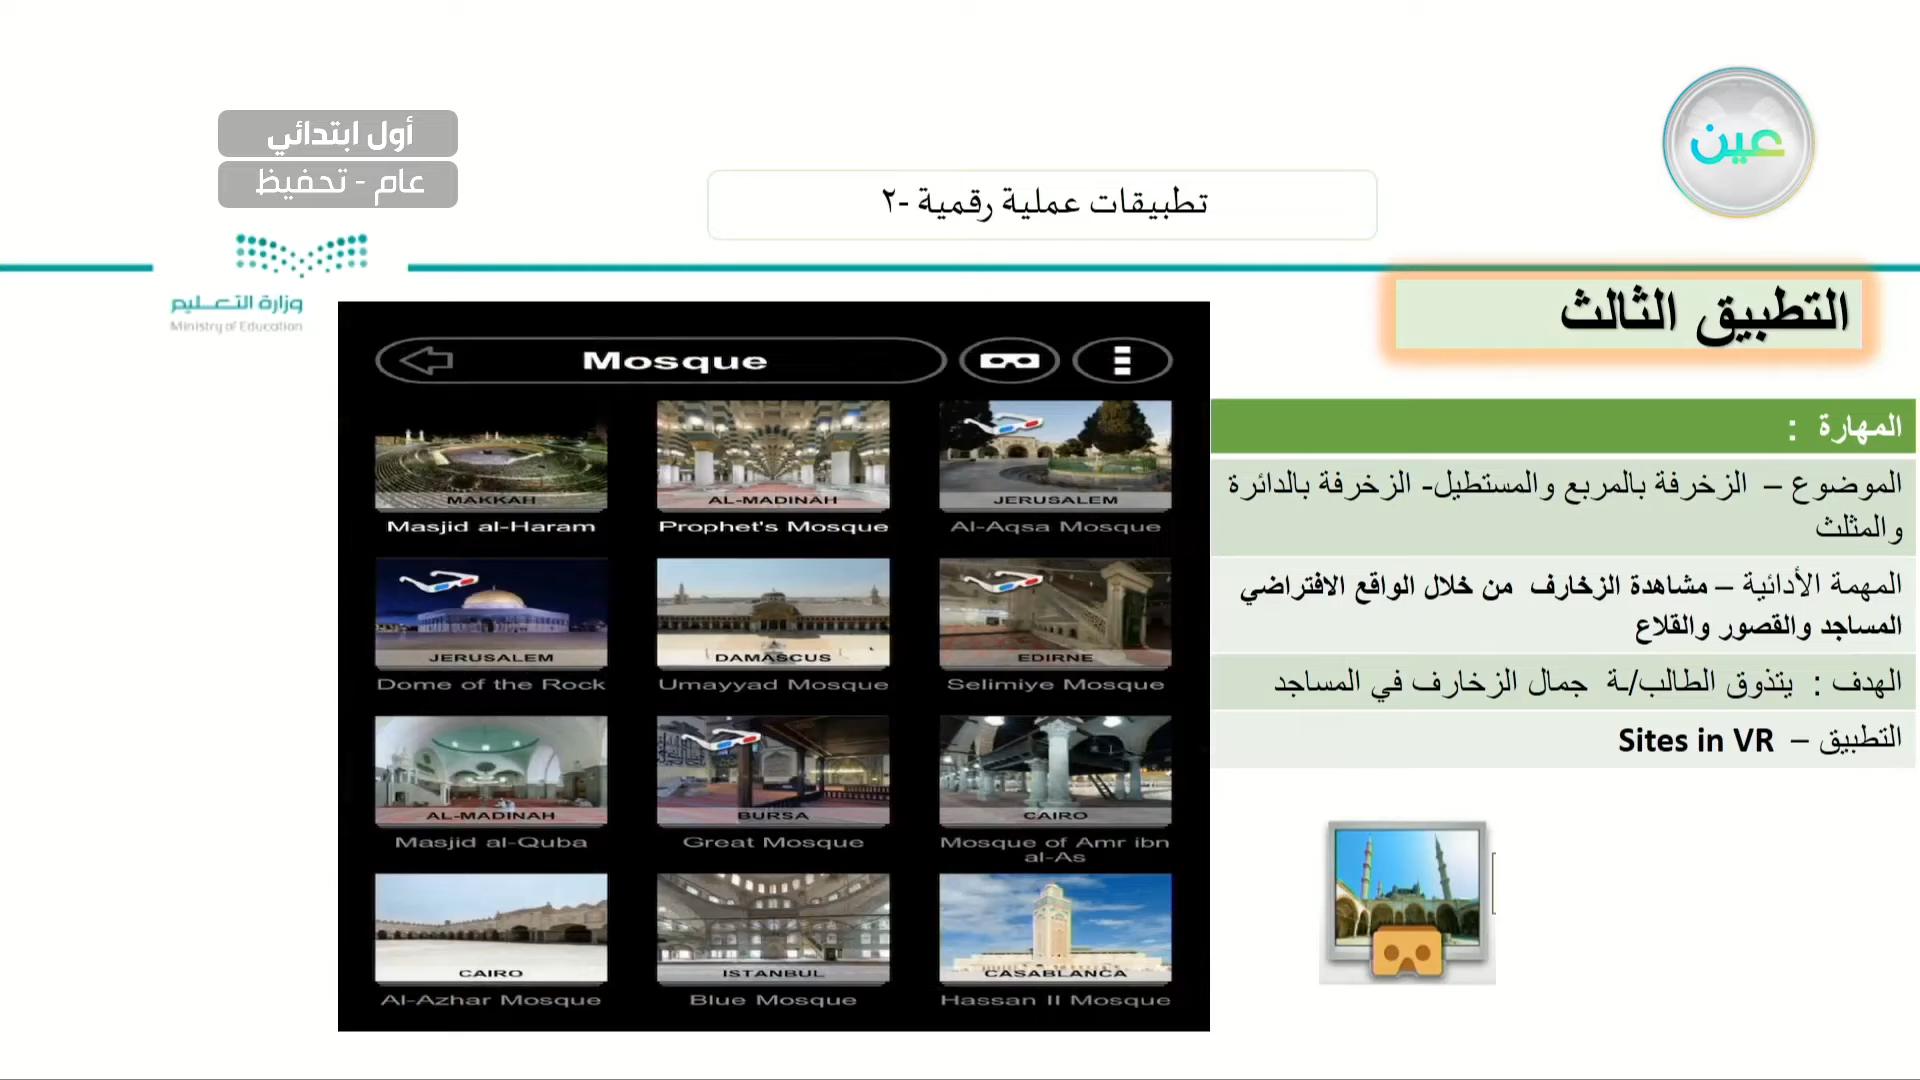 عين
أول ابتدائي
عام - تحفيظ
تطبيقات عملية رقمية -٢
وزارة التعليم
Ministry of Education
التطبيق الثالث
المهارة :
الموضوع – الزخرفة بالمربع والمستطيل- الزخرفة بالدائرة
والمثلث
المهمة الأدائية – مشاهدة الزخارف من خلال الواقع الافتراضي
المساجد والقصور والقلاع
الهدف : يتذوق الطالب/ـة جمال الزخارف في المساجد
التطبيق – Sites in VR
Mosque
MAKKAH
Masjid al-Haram
AL-MADINAH
Prophet's Mosque
JERUSALEM
Al-Aqsa Mosque
JERUSALEM
Dome of the Rock
DAMASCUS
Umayyad Mosque
EDIRNE
Selimiye Mosque
AL-MADINAH
Masjid al-Quba
BURSA
Great Mosque
CAIRO
Mosque of Amr ibn
al-As
CAIRO
Al-Azhar Mosque
ISTANBUL
Blue Mosque
CASABLANCA
Hassan II Mosque